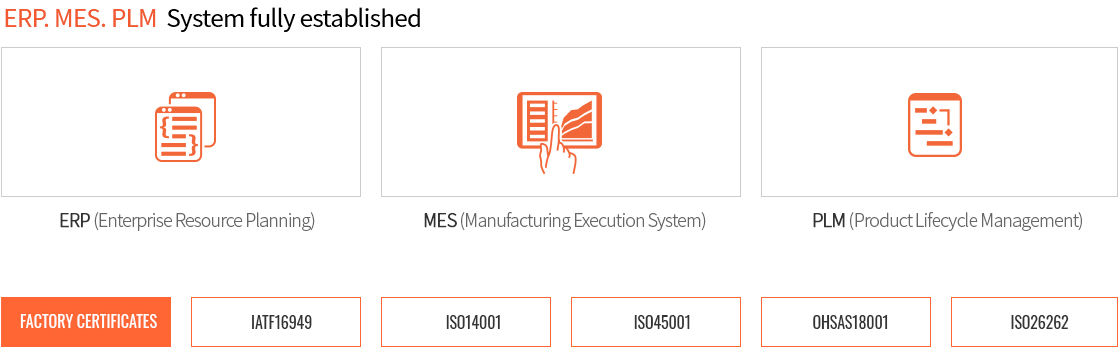 ERP. MES. PLM System fully established
ERP (Enterprise Resource Planning)
MES (Manufacturing Execution System)
PLM (Product Lifecycle Management)
FACTORY CERTIFICATES
IATF16949
ISO14001
ISO45001
OHSAS18001
ISO26262